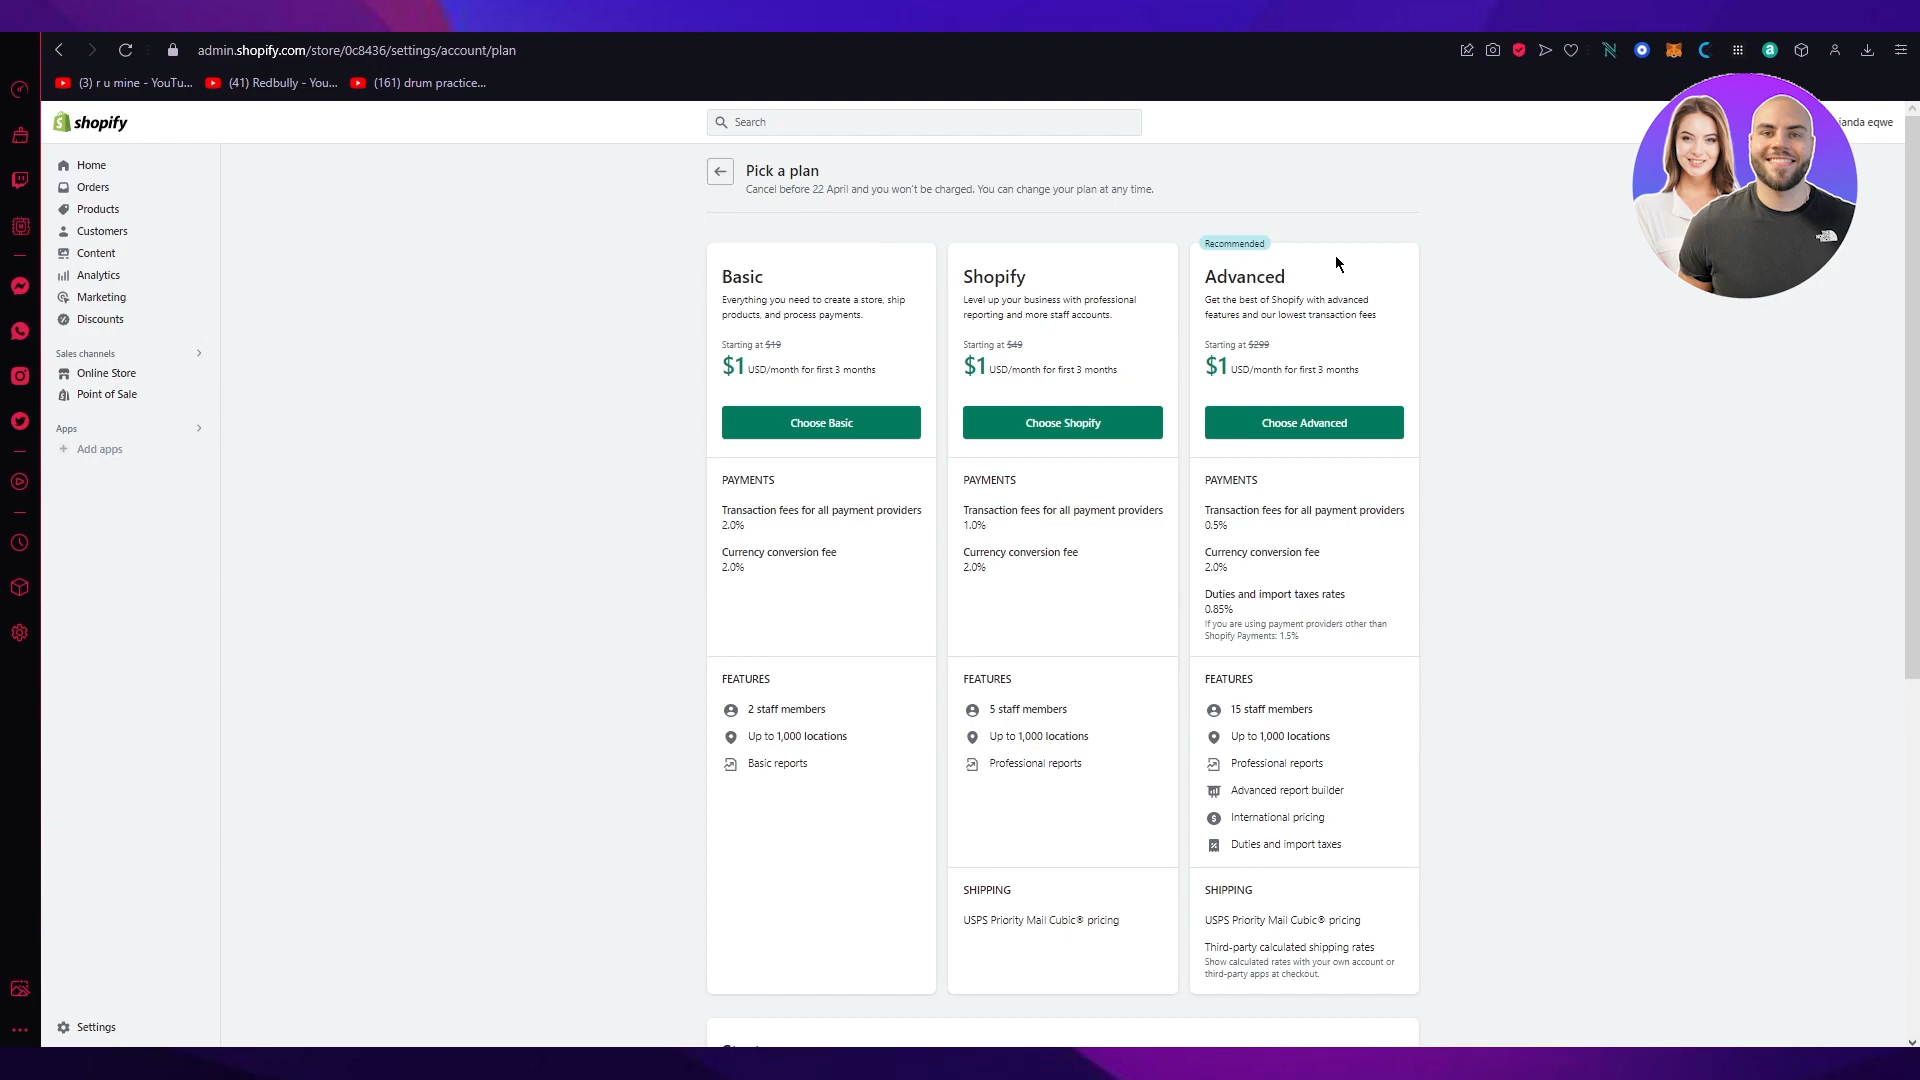 admin.shopify.com/store/0c8436/settings/account/plan
(3) r u mine - YouTu...
(41) Redbully - You...
(161) drum practice...
shopify
Search
ianda eqwe
Home
Orders
Products
Customers
Content
Analytics
Marketing
Discounts
Sales channels
Online Store
Point of Sale
Apps
Add apps
Settings
Pick a plan
Cancel before 22 April and you won't be charged. You can change your plan at any time.
Basic
Everything you need to create a store, ship
products, and process payments.
Starting at $19
$1 USD/month for first 3 months
Choose Basic
PAYMENTS
Transaction fees for all payment providers
2.0%
Currency conversion fee
2.0%
FEATURES
2 staff members
Up to 1,000 locations
Basic reports
Shopify
Level up your business with professional
reporting and more staff accounts.
Starting at $49
$1 USD/month for first 3 months
Choose Shopify
PAYMENTS
Transaction fees for all payment providers
1.0%
Currency conversion fee
2.0%
FEATURES
5 staff members
Up to 1,000 locations
Professional reports
SHIPPING
USPS Priority Mail Cubic® pricing
Recommended
Advanced
Get the best of Shopify with advanced
features and our lowest transaction fees
Starting at $299
$1 USD/month for first 3 months
Choose Advanced
PAYMENTS
Transaction fees for all payment providers
0.5%
Currency conversion fee
2.0%
Duties and import taxes rates
0.85%
If you are using payment providers other than
Shopify Payments: 1.5%
FEATURES
15 staff members
Up to 1,000 locations
Professional reports
Advanced report builder
International pricing
Duties and import taxes
SHIPPING
USPS Priority Mail Cubic® pricing
Third-party calculated shipping rates
Show calculated rates with your own account or
third-party apps at checkout.